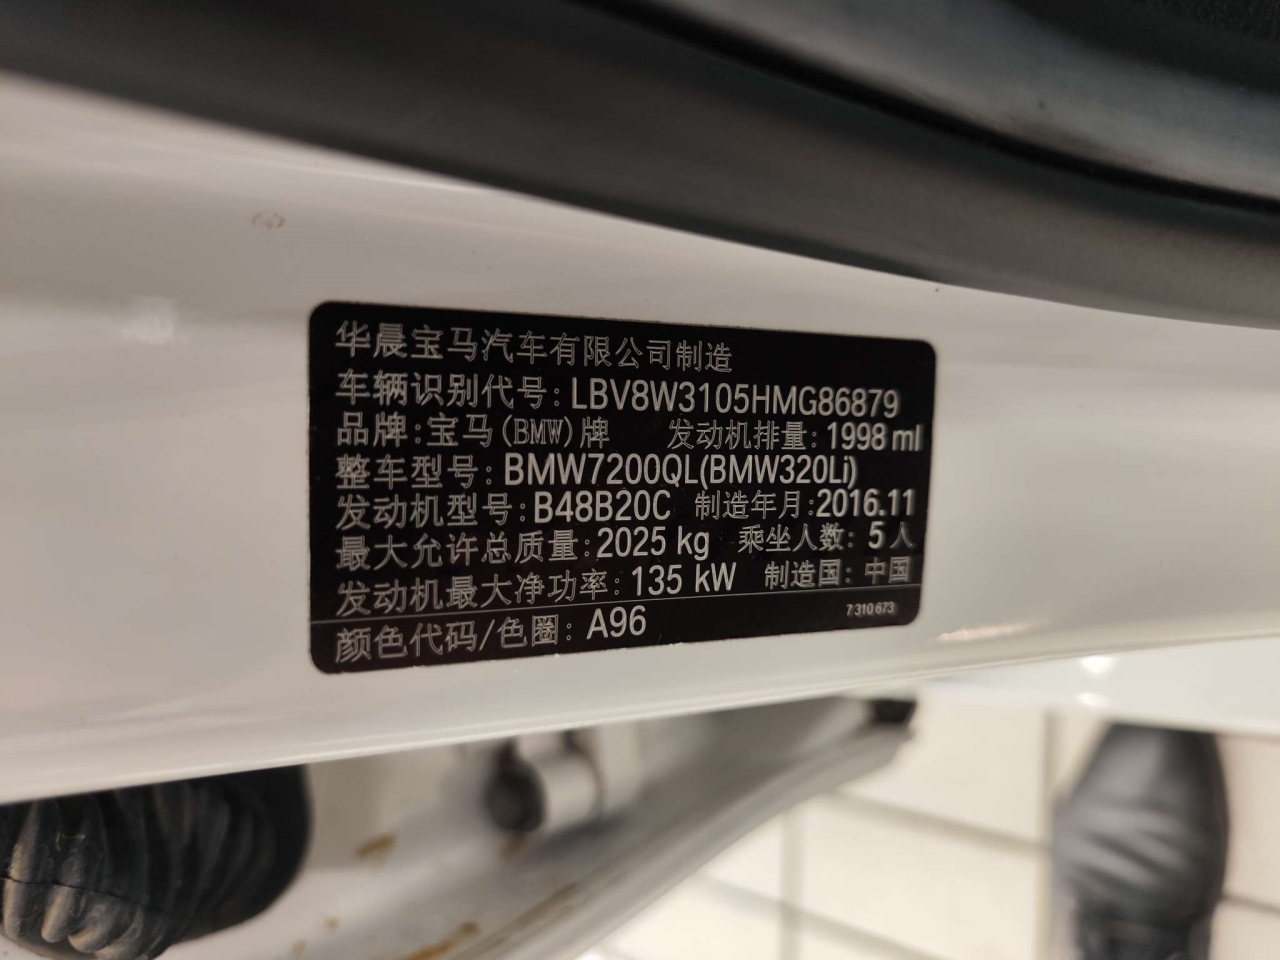 华晨宝马汽车有限公司制造
车辆识别代号: LBV8W3105HMG86879
品牌:宝马(BMW)牌 发动机排量: 1998 ml
整车型号: BMW7200QL(BMW320Li)
发动机型号: B48B20C 制造年月:2016.11
最大允许总质量: 2025 kg 乘坐人数: 5 人
发动机最大净功率: 135 kW 制造国: 中国
颜色代码/色圈: A96 7 310 673